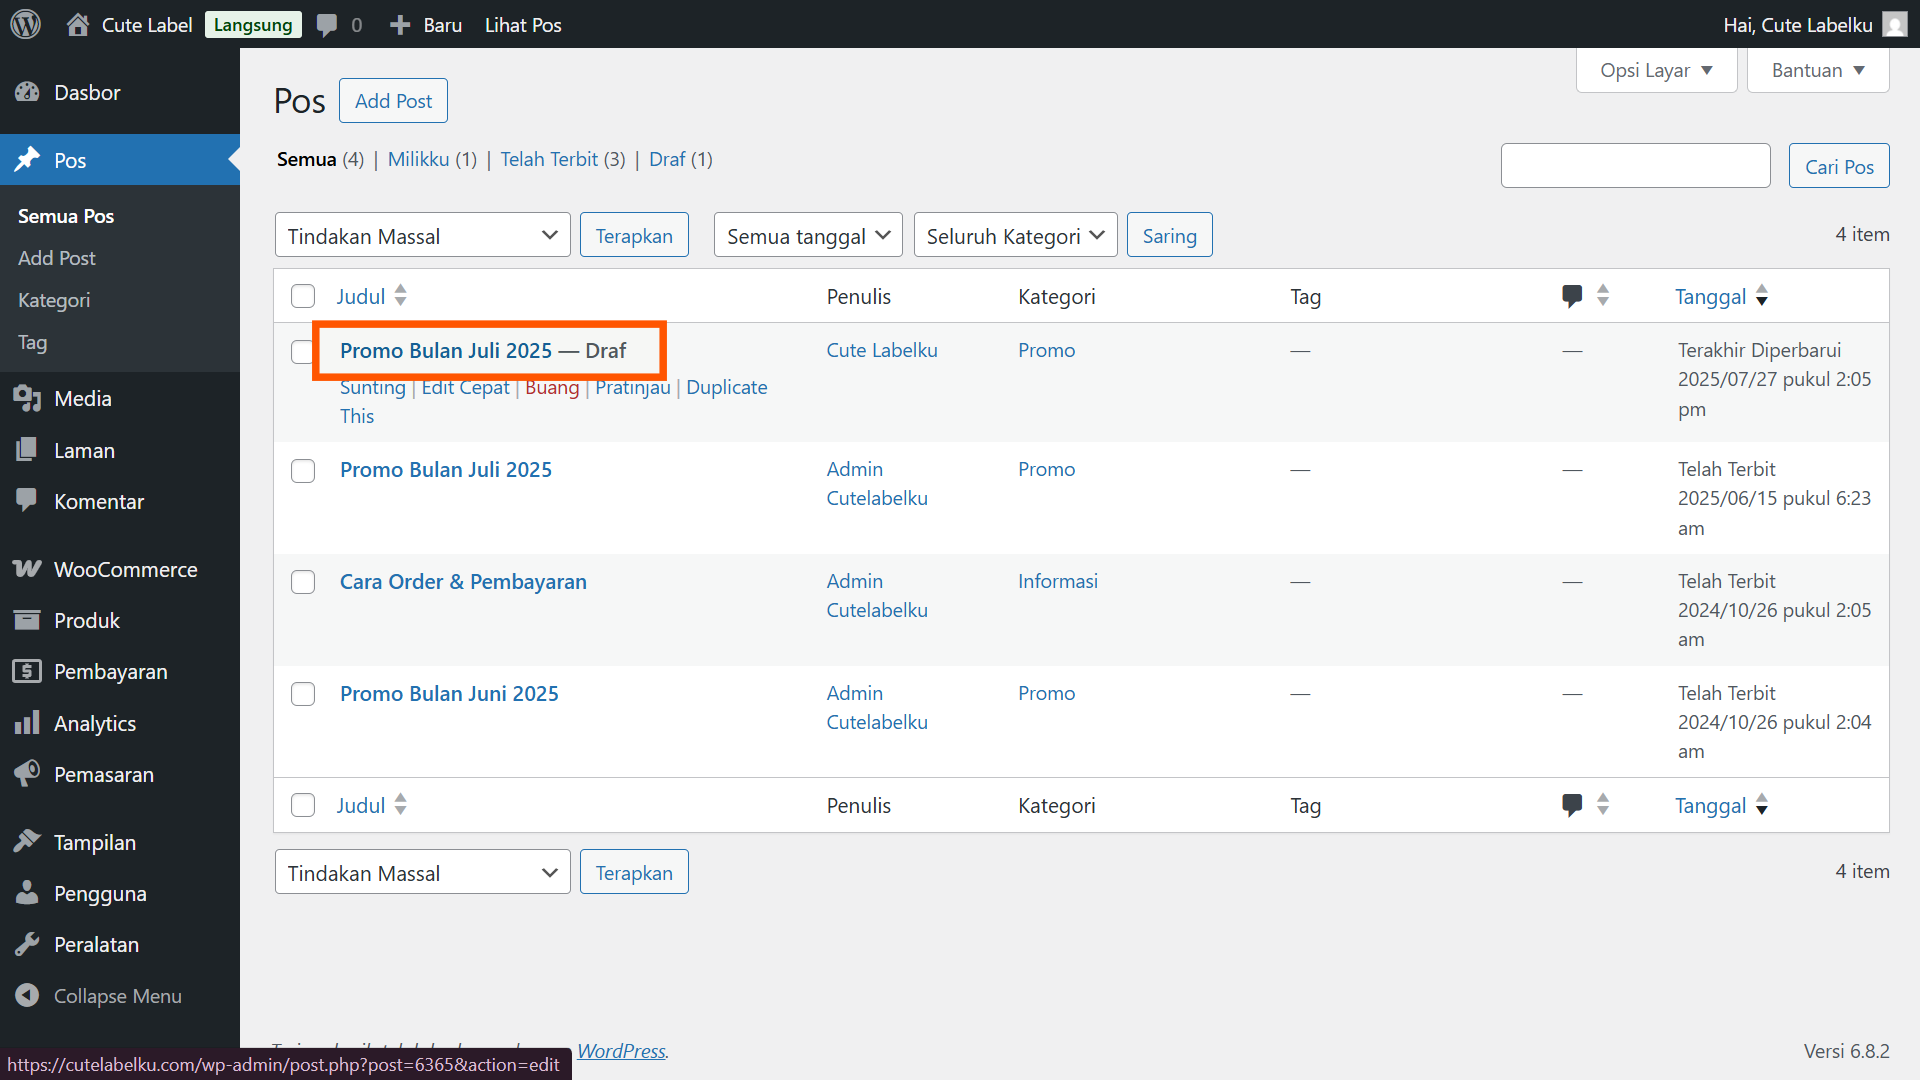 Cute Label Langsung 0 Baru Lihat Pos Hai, Cute Labelku
Dasbor
Pos
Semua Pos
Add Post
Kategori
Tag
Media
Laman
Komentar
WooCommerce
Produk
Pembayaran
Analytics
Pemasaran
Tampilan
Pengguna
Peralatan
Collapse Menu
Opsi Layar Bantuan
Pos Add Post
Semua (4) | Milikku (1) | Telah Terbit (3) | Draf (1)
Cari Pos
Tindakan Massal Terapkan Semua tanggal Seluruh Kategori Saring 4 item
Judul Penulis Kategori Tag Tanggal
Promo Bulan Juli 2025 — Draf Cute Labelku Promo — — Terakhir Diperbarui
2025/07/27 pukul 2:05
pm
Sunting | Edit Cepat | Buang | Pratinjau | Duplicate
This
Promo Bulan Juli 2025 Admin Promo — — Telah Terbit
Cutelabelku 2025/06/15 pukul 6:23
am
Cara Order & Pembayaran Admin Informasi — — Telah Terbit
Cutelabelku 2024/10/26 pukul 2:05
am
Promo Bulan Juni 2025 Admin Promo — — Telah Terbit
Cutelabelku 2024/10/26 pukul 2:04
am
Judul Penulis Kategori Tag Tanggal
Tindakan Massal Terapkan 4 item
WordPress. Versi 6.8.2
https://cutelabelku.com/wp-admin/post.php?post=6365&action=edit